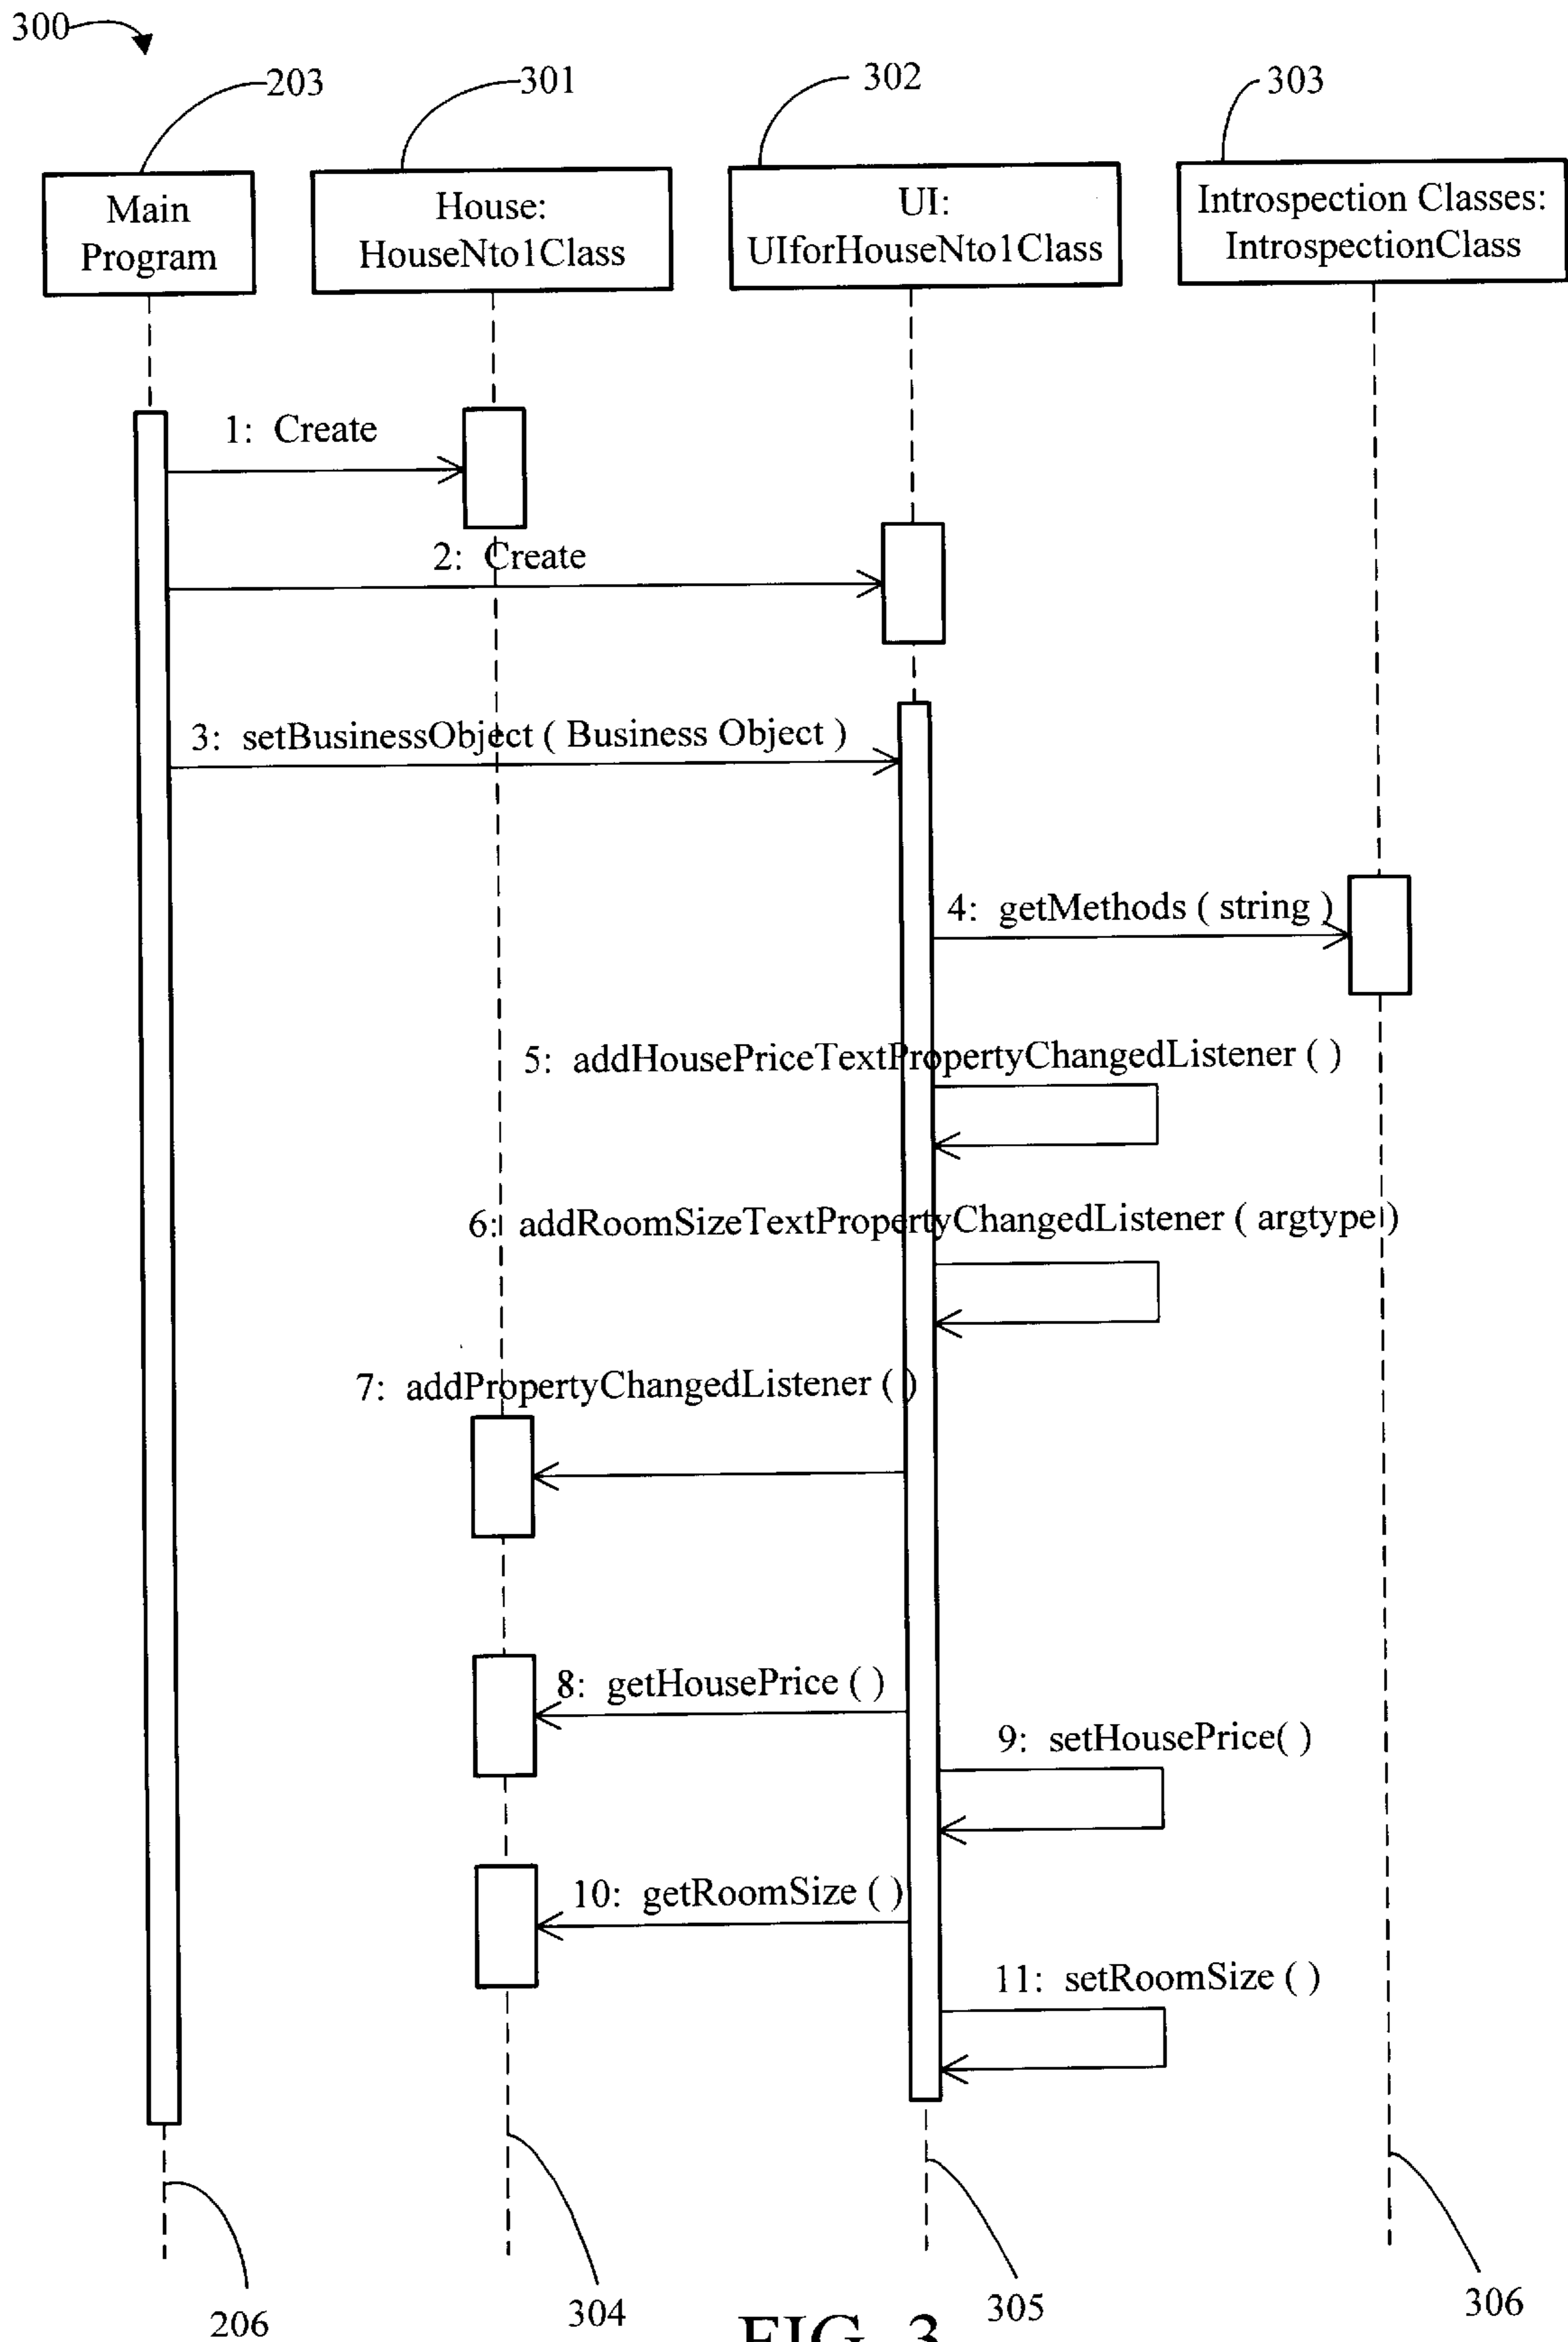 300
203
301
302
303
Main
Program
House:
HouseNto1Class
UI:
UIforHouseNto1Class
Introspection Classes:
IntrospectionClass
1: Create
2: Create
3: setBusinessObject ( Business Object )
4: getMethods ( string )
5: addHousePriceTextPropertyChangedListener ( )
6: addRoomSizeTextPropertyChangedListener ( argtype )
7: addPropertyChangedListener ( )
8: getHousePrice ( )
9: setHousePrice( )
10: getRoomSize ( )
11: setRoomSize ( )
206
304
305
306
FIG. 3